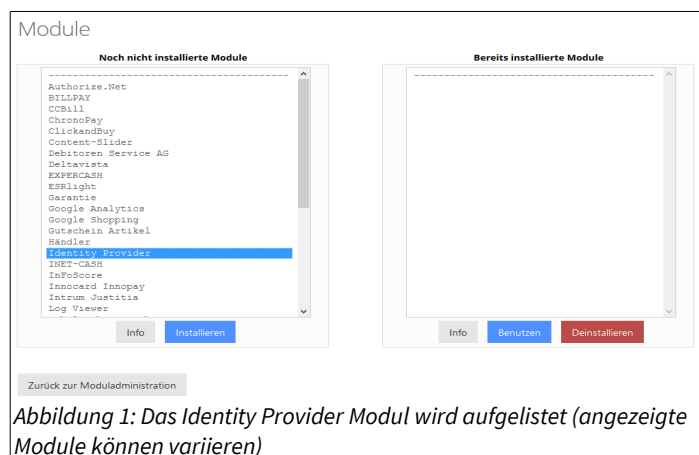 Module
Noch nicht installierte Module
Authorize.Net
BILLPAY
CCBill
ChronoPay
ClickandBuy
Content-Slider
Debitoren Service AG
Deltavista
EXPERCASH
ESRlight
Garantie
Google Analytics
Google Shopping
Gutschein Artikel
Händler
Identity Provider
INET-CASH
InFoScore
Innocard Innopay
Intrum Justitia
Log Viewer
Info Installieren
Bereits installierte Module
Info Benutzen Deinstallieren
Zurück zur Moduladministration
Abbildung 1: Das Identity Provider Modul wird aufgelistet (angezeigte
Module können variieren)